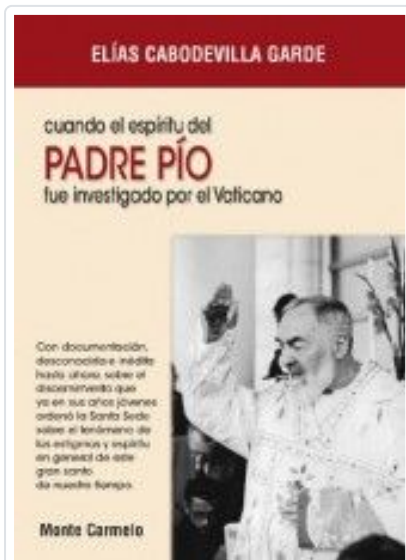 ELÍAS CABODEVILLA GARDE
cuando el espíritu del
PADRE PÍO
fue investigado por el Vaticano
Con documentación,
desconocida e inédita
hasta ahora, sobre el
discernimiento que
ya en sus años jóvenes
ordenó la Santa Sede
sobre el fenómeno de
los estigmas y espíritu
en general de este
gran santo
de nuestro tiempo.
Monte Carmelo